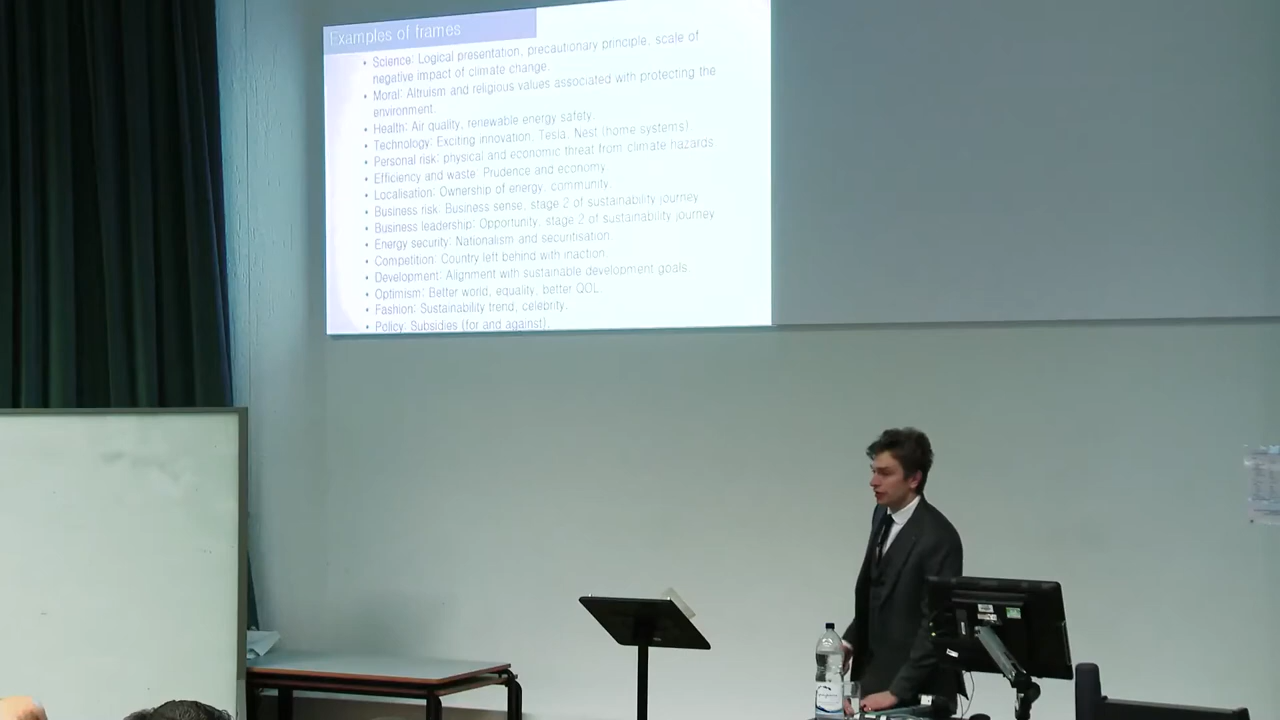 Examples of frames
• Science: Logical presentation, precautionary principle, scale of
negative impact of climate change.
• Moral: Altruism and religious values associated with protecting the
environment.
• Health: Air quality, renewable energy safety.
• Technology: Exciting innovation, Tesla, Nest (home systems)
• Personal risk: physical and economic threat from climate hazards.
• Efficiency and waste: Prudence and economy
• Localisation: Ownership of energy, community.
• Business risk: Business sense, stage 2 of sustainability journey
• Business leadership: Opportunity, stage 2 of sustainability journey
• Energy security: Nationalism and securitisation
• Competition: Country left behind with inaction.
• Development: Alignment with sustainable development goals.
• Optimism: Better world, equality, better QOL.
• Fashion: Sustainability trend, celebrity.
• Policy: Subsidies (for and against).